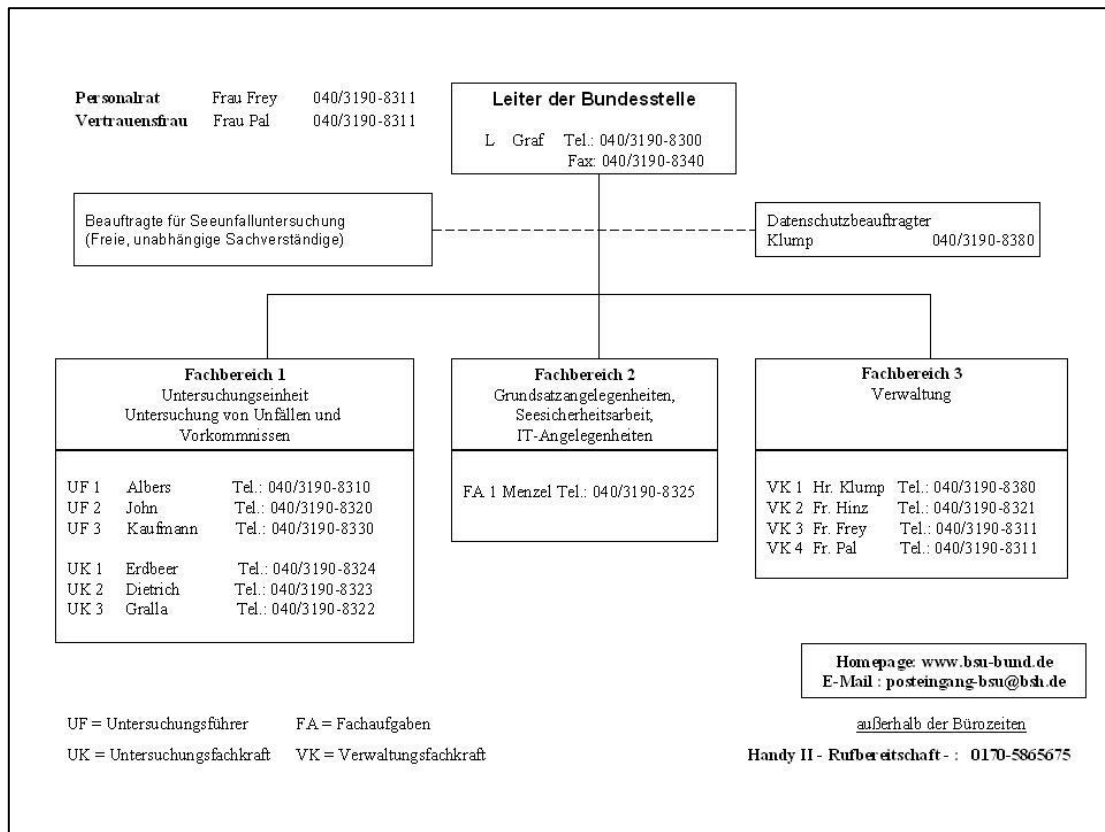 Personalrat Frau Frey 040/3190-8311
Vertrauensfrau Frau Pal 040/3190-8311
Leiter der Bundesstelle
L Graf Tel.: 040/3190-8300
Fax: 040/3190-8340
Beauftragte für Seeunfalluntersuchung
(Freie, unabhängige Sachverständige)
Datenschutzbeauftragter
Klump 040/3190-8380
Fachbereich 1
Untersuchungseinheit
Untersuchung von Unfällen und
Vorkommnissen
UF 1 Albers Tel.: 040/3190-8310
UF 2 John Tel.: 040/3190-8320
UF 3 Kaufmann Tel.: 040/3190-8330
UK 1 Erdbeer Tel.: 040/3190-8324
UK 2 Dietrich Tel.: 040/3190-8323
UK 3 Gralla Tel.: 040/3190-8322
Fachbereich 2
Grundsatzangelegenheiten,
Seesicherheitsarbeit,
IT-Angelegenheiten
FA 1 Menzel Tel.: 040/3190-8325
Fachbereich 3
Verwaltung
VK 1 Hr. Klump Tel.: 040/3190-8380
VK 2 Fr. Hinz Tel.: 040/3190-8321
VK 3 Fr. Frey Tel.: 040/3190-8311
VK 4 Fr. Pal Tel.: 040/3190-8311
Homepage: www.bsu-bund.de
E-Mail : posteingang-bsu@bsh.de
UF = Untersuchungsführer FA = Fachaufgaben
UK = Untersuchungsfachkraft VK = Verwaltungsfachkraft
außerhalb der Bürozeiten
Handy II - Rufbereitschaft - : 0170-5865675